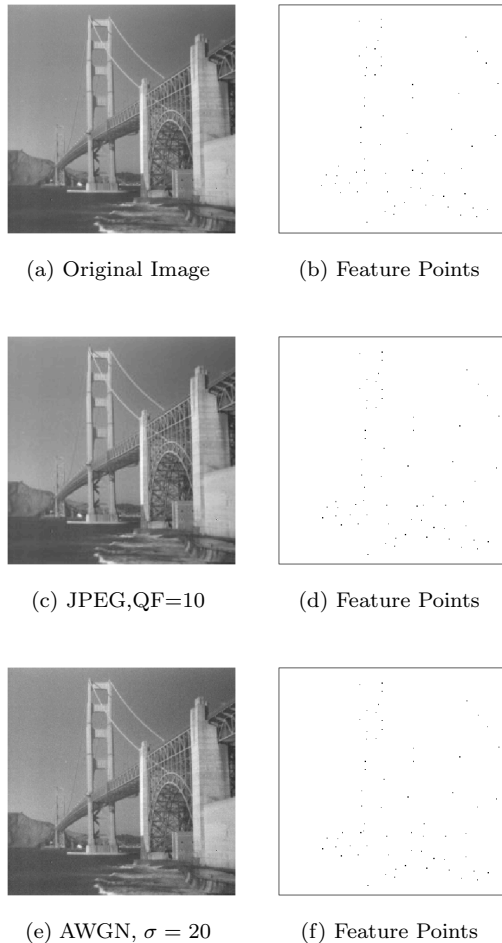 (a) Original Image
(b) Feature Points
(c) JPEG,QF=10
(d) Feature Points
(e) AWGN, σ = 20
(f) Feature Points